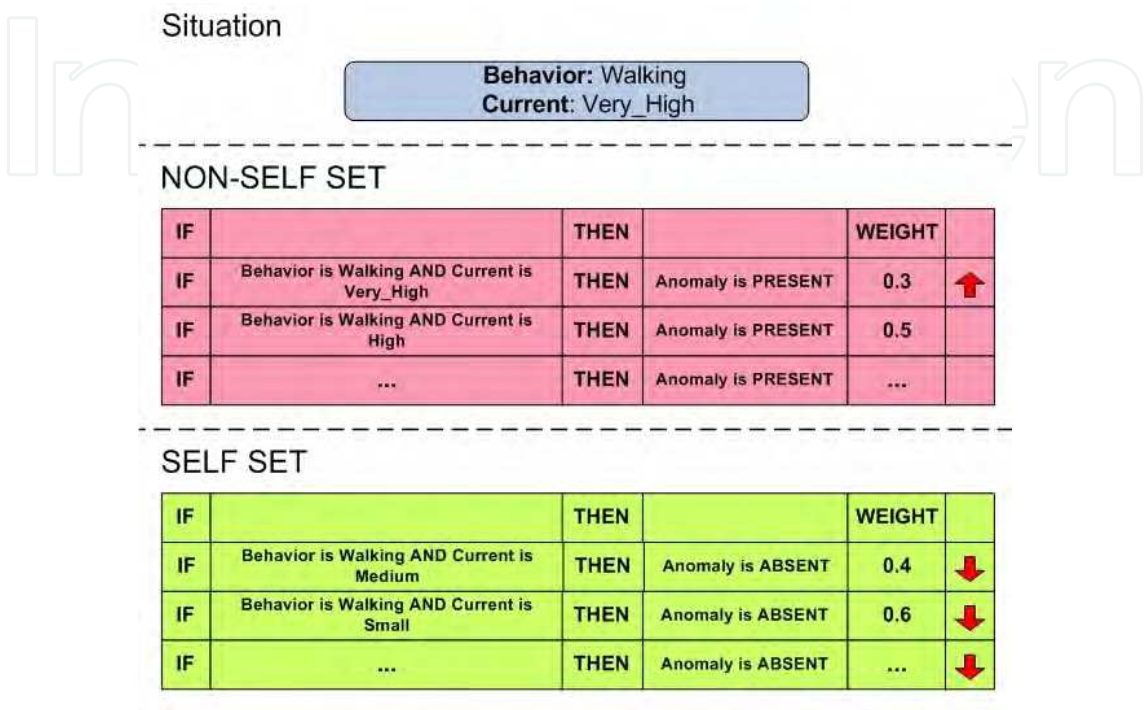 Situation
Behavior: Walking
Current: Very_High
NON-SELF SET
IF THEN WEIGHT
IF Behavior is Walking AND Current is Very_High THEN Anomaly is PRESENT 0.3
IF Behavior is Walking AND Current is High THEN Anomaly is PRESENT 0.5
IF ... THEN Anomaly is PRESENT ...
SELF SET
IF THEN WEIGHT
IF Behavior is Walking AND Current is Medium THEN Anomaly is ABSENT 0.4
IF Behavior is Walking AND Current is Small THEN Anomaly is ABSENT 0.6
IF ... THEN Anomaly is ABSENT ...